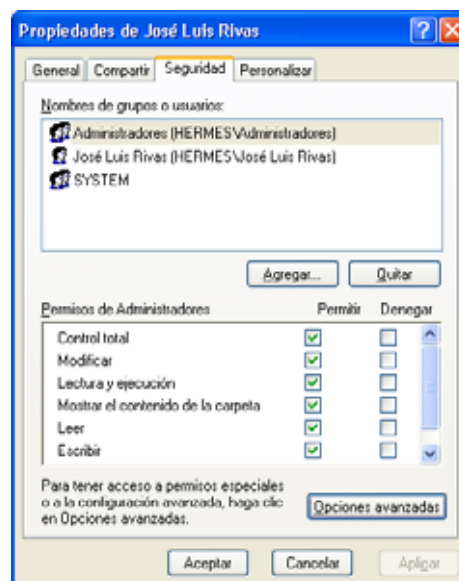 Propiedades de José Luis Rivas
General Compartir Seguridad Personalizar
Nombres de grupos o usuarios:
Administradores (HERMES\Administradores)
José Luis Rivas (HERMES\José Luis Rivas)
SYSTEM
Agregar... Quitar
Permisos de Administradores Permitir Denegar
Control total
Modificar
Lectura y ejecución
Mostrar el contenido de la carpeta
Leer
Escribir
Para tener acceso a permisos especiales
o a la configuración avanzada, haga clic
en Opciones avanzadas.
Opciones avanzadas
Aceptar Cancelar Aplicar